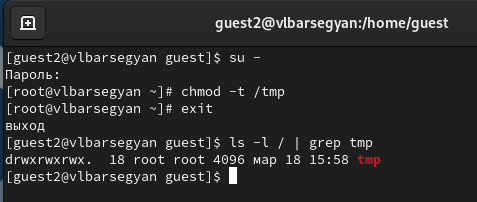 guest2@vlbarsegyan:/home/guest
[guest2@vlbarsegyan guest]$ su -
Пароль:
[root@vlbarsegyan ~]# chmod -t /tmp
[root@vlbarsegyan ~]# exit
выход
[guest2@vlbarsegyan guest]$ ls -l / | grep tmp
drwxrwxrwx.  18 root root 4096 мар 18 15:58 tmp
[guest2@vlbarsegyan guest]$